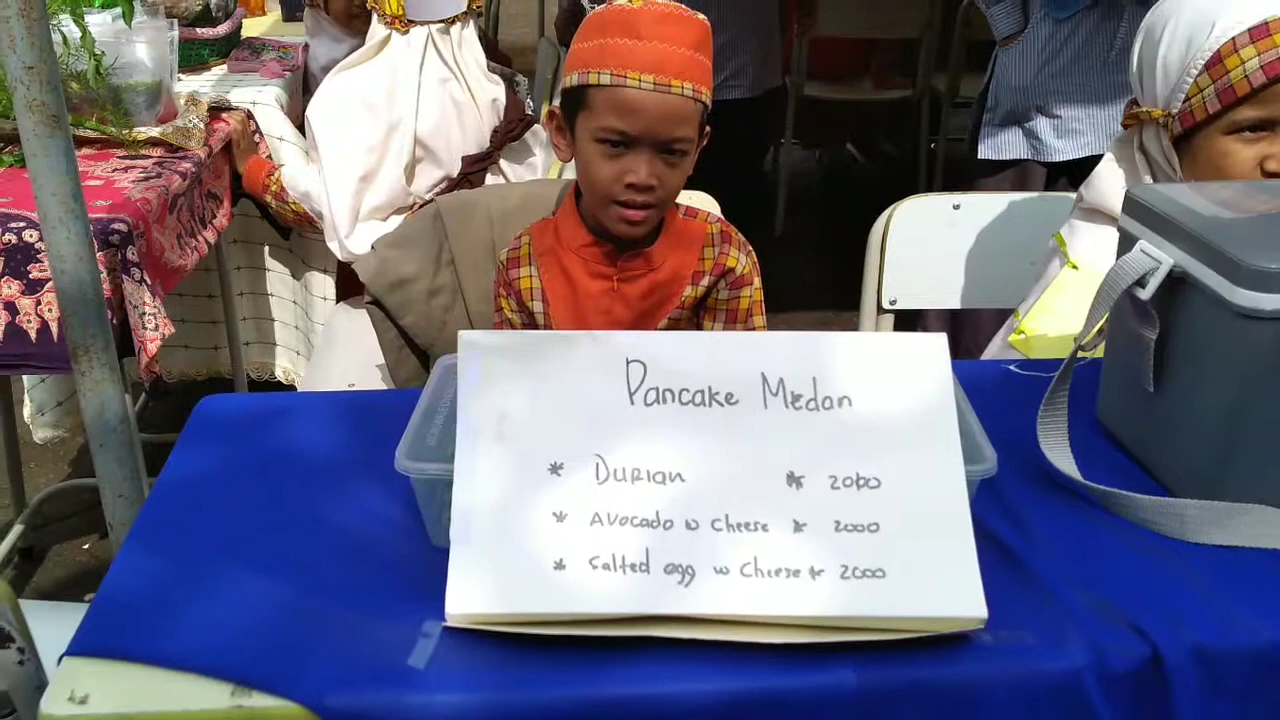 Pancake Medan
* Durian * 2000
* Avocado w Cheese * 2000
* Salted egg w Cheese * 2000